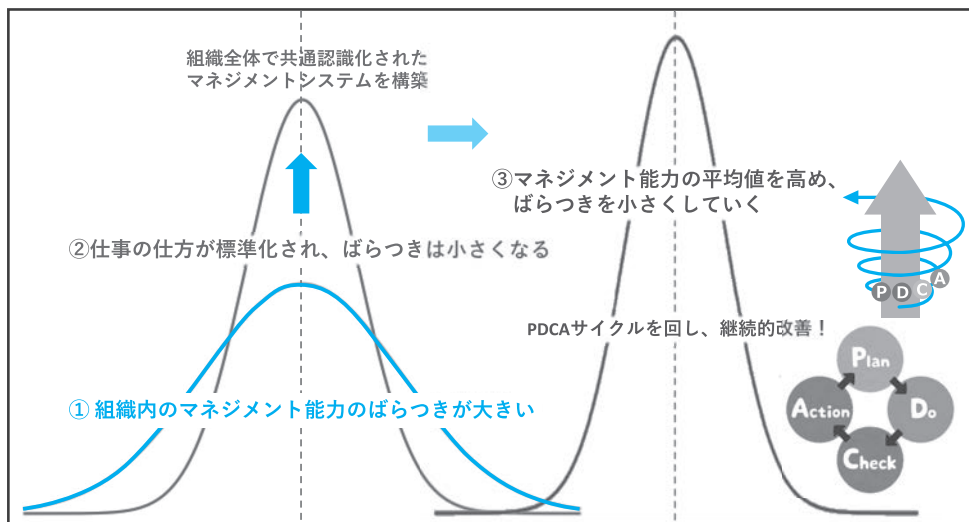 組織全体で共通認識化された
マネジメントシステムを構築
③マネジメント能力の平均値を高め、
ばらつきを小さくしていく
②仕事の仕方が標準化され、ばらつきは小さくなる
P D C A
PDCAサイクルを回し、継続的改善！
Plan
① 組織内のマネジメント能力のばらつきが大きい
Action
Do
Check